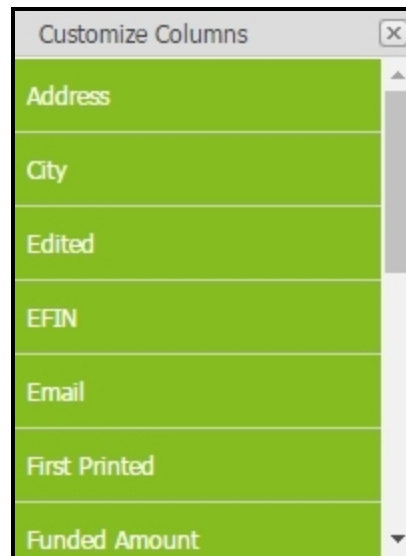 Customize Columns
Address
City
Edited
EFIN
Email
First Printed
Funded Amount